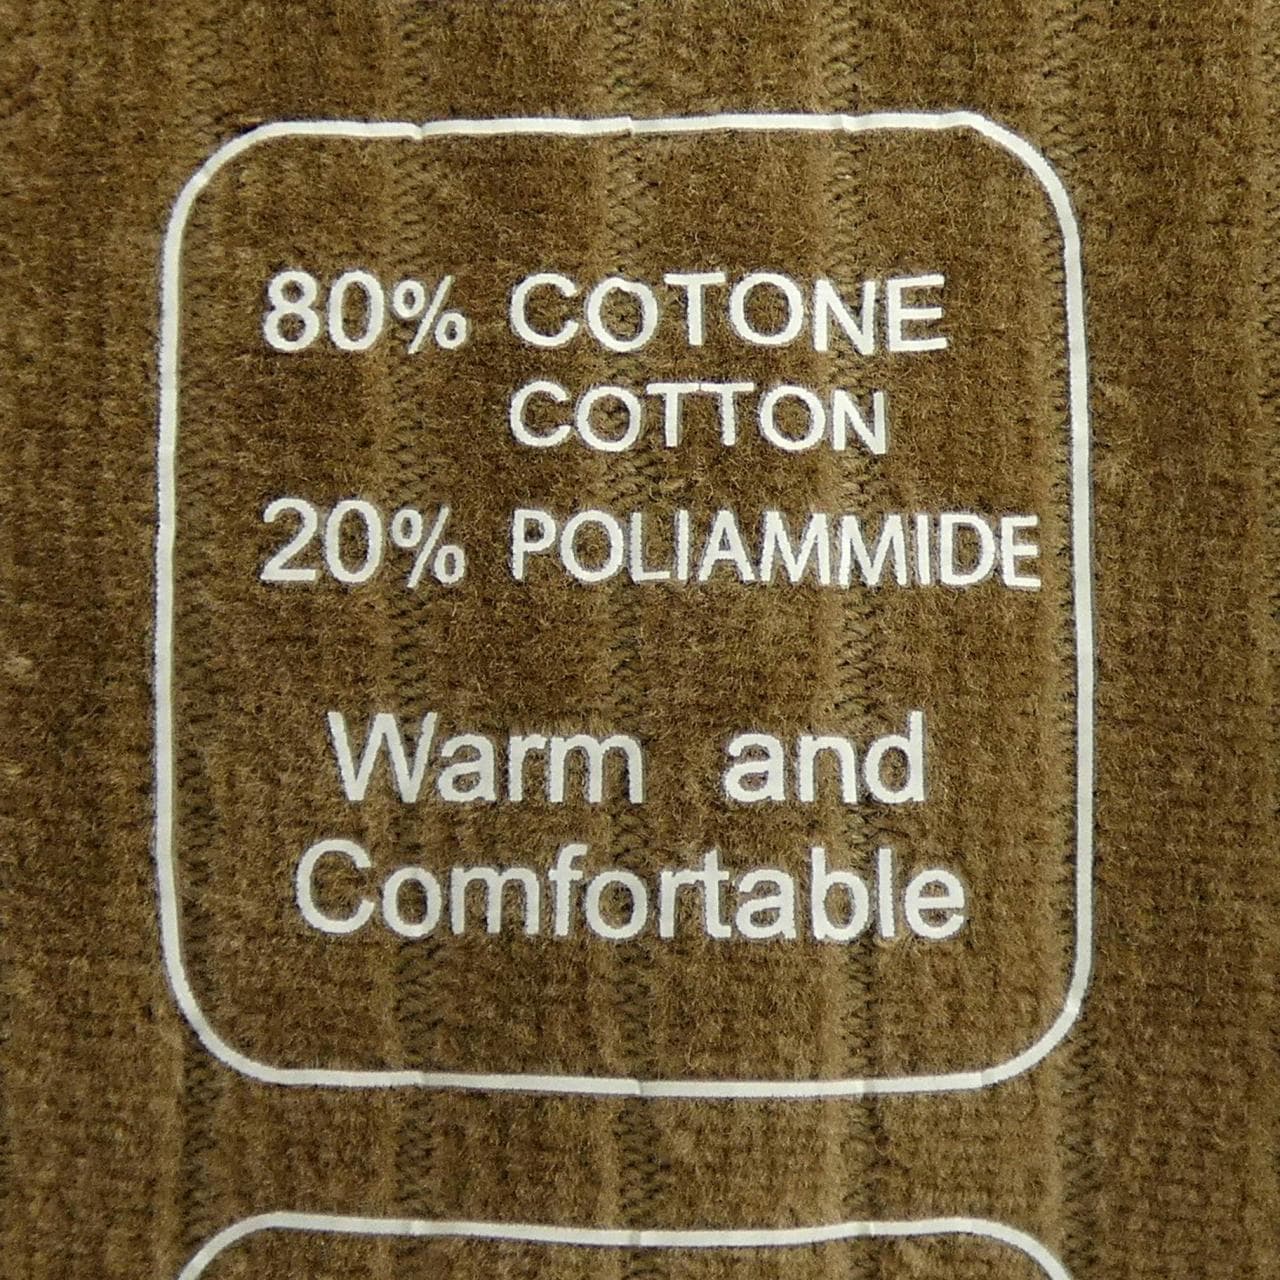 80% COTONE
COTTON
20% POLIAMMIDE
Warm and
Comfortable